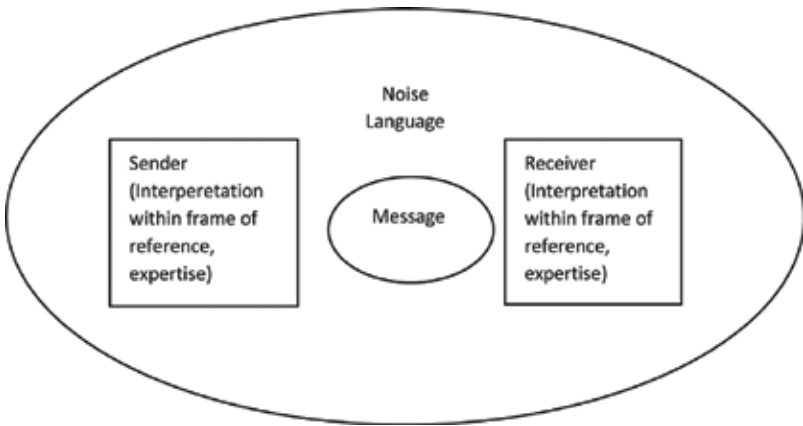 Noise
Language
Sender
(Interperetation
within frame of
reference,
expertise)
Message
Receiver
(Interpretation
within frame of
reference,
expertise)